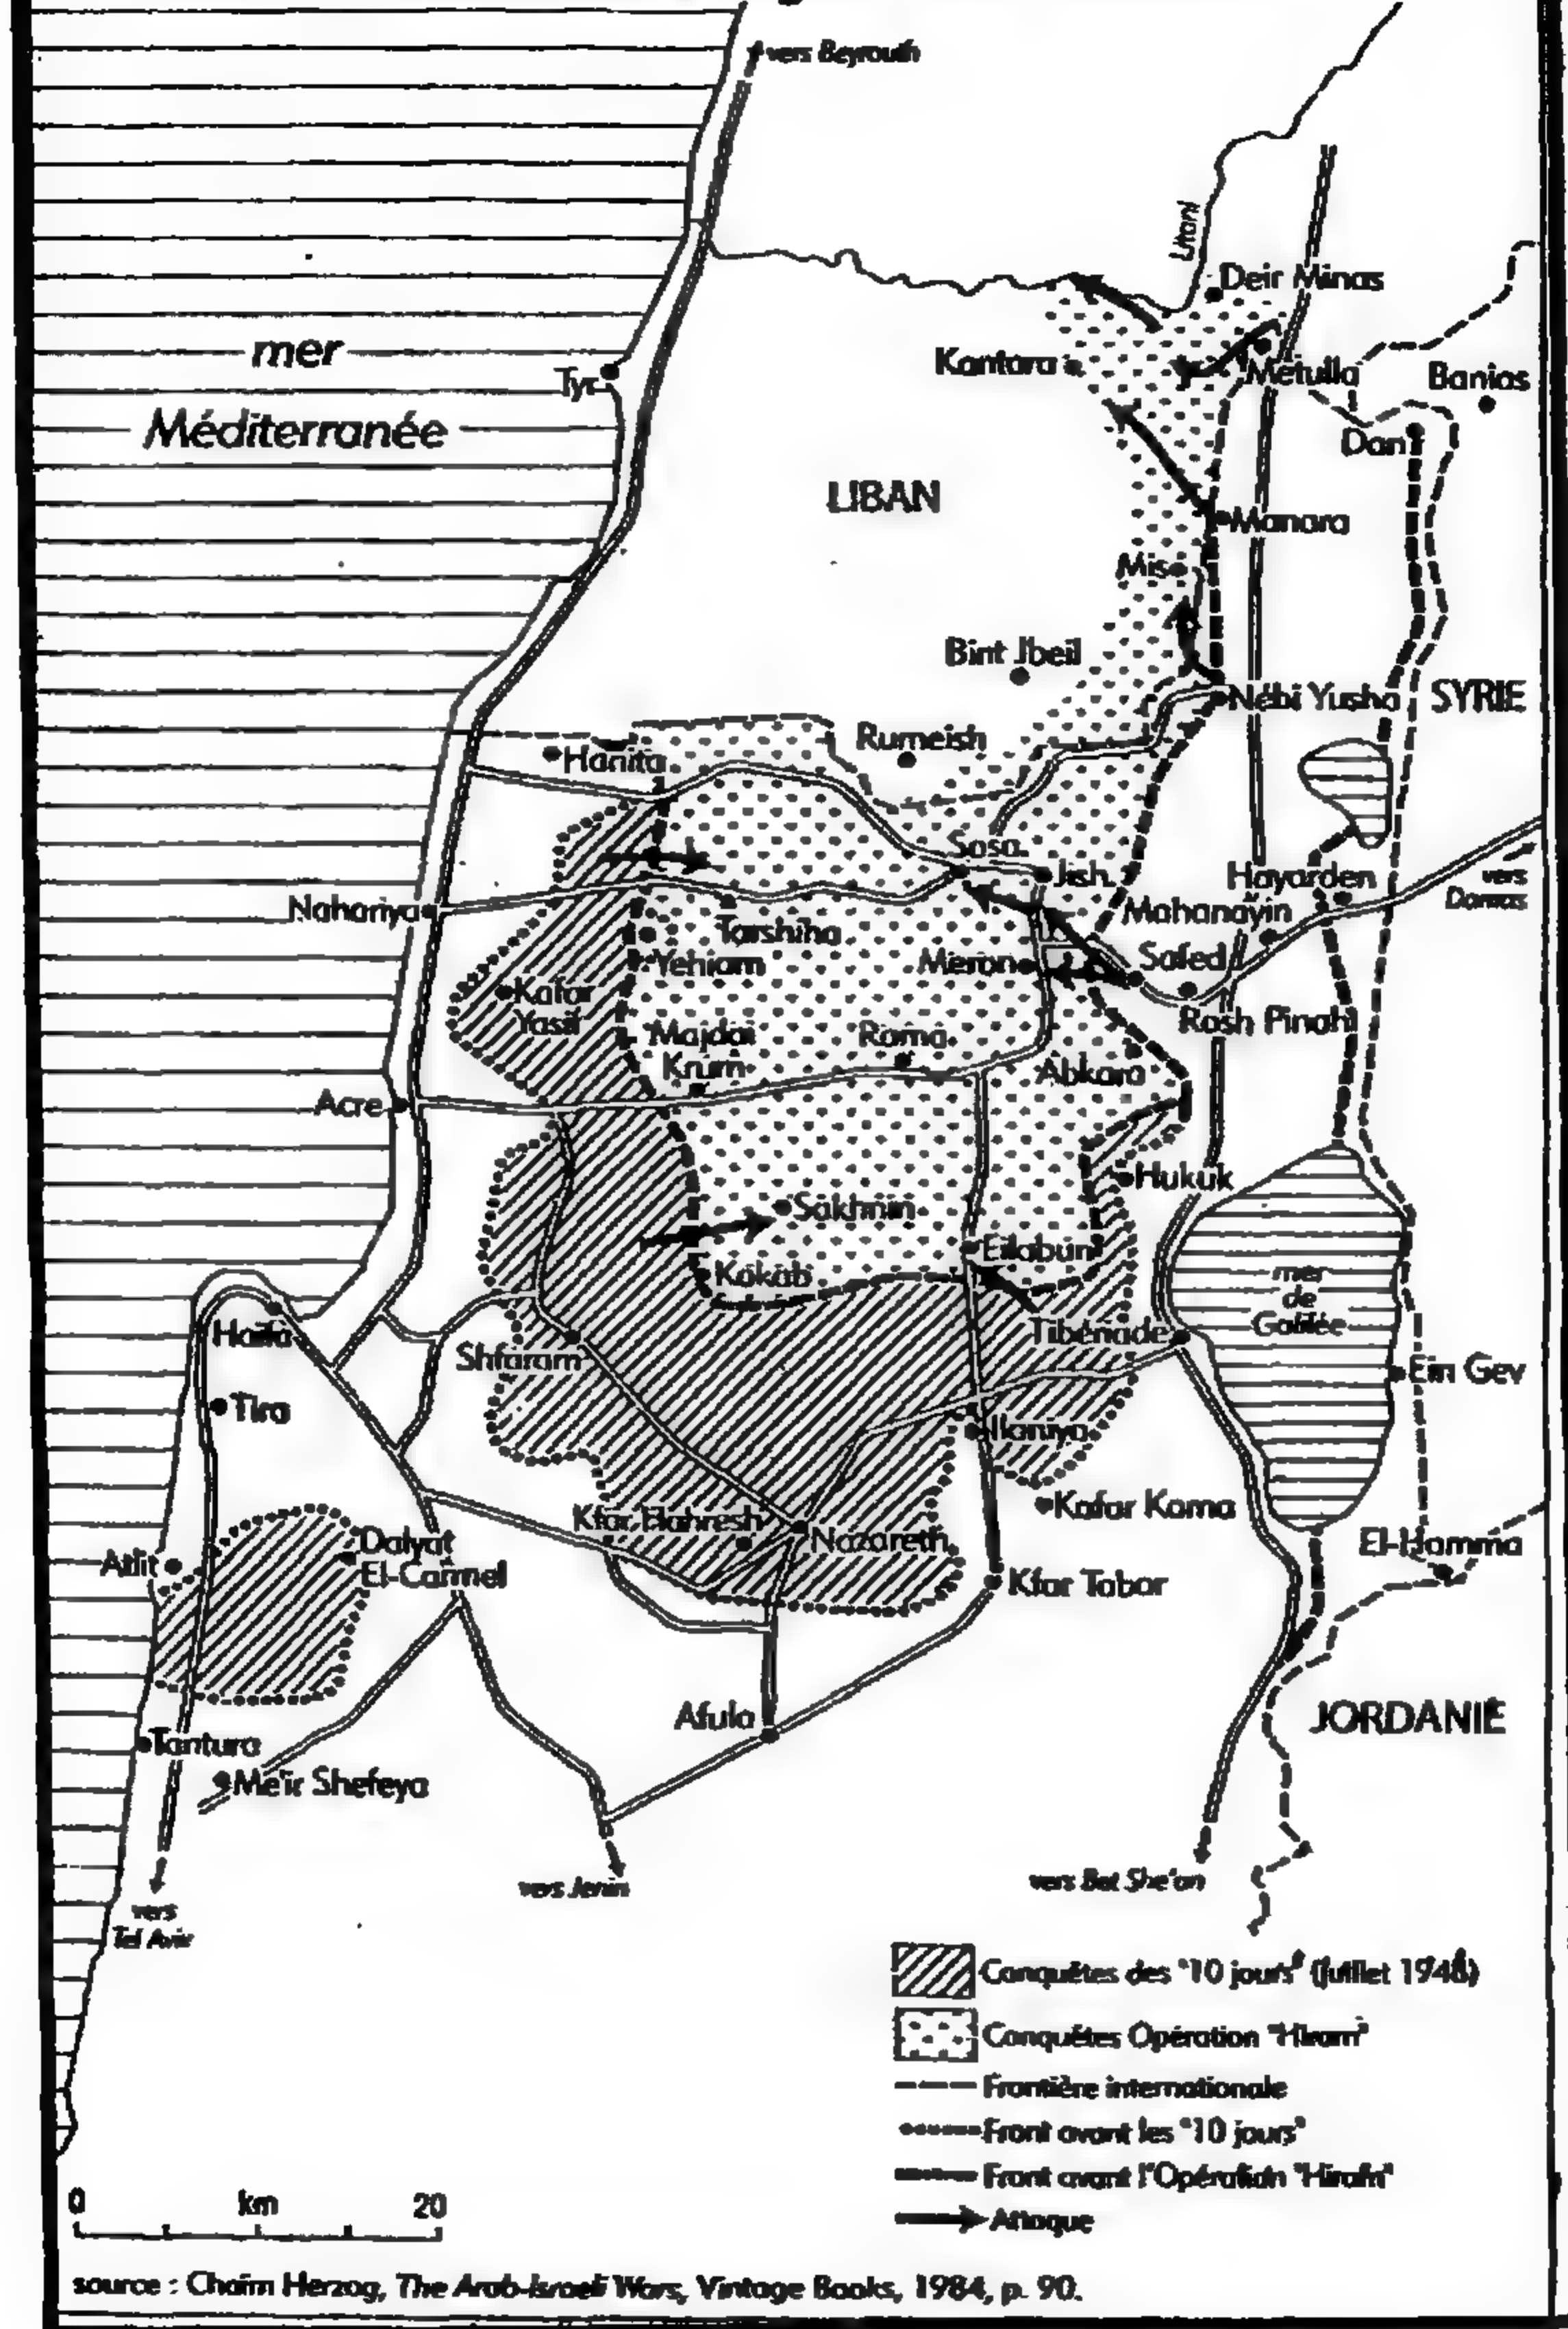 vers Beyrouth
Litani
Deir Minas
mer
Méditerranée
Tyr
Kantara
Metulla
Banias
Dan
LIBAN
Manara
Mis
Bint Jbeil
Nébi Yusha
SYRIE
Rumeish
Hanita
Sasa
Jish
Hayarden
vers
Damas
Nahariya
Mahanayin
Tarshiha
Yehiam
Meron
Safed
Kafar
Yasif
Rosh Pinah
Majdal
Krum
Rama
Abkara
Acre
Hukuk
Sakhnin
Eilabun
Kokab
mer
de
Galilée
Haifa
Shfaram
Tibériade
Ein Gev
Tira
Ilaniya
Kafar Kama
Kfar Hahresh
Nazareth
El-Hamma
Atlit
Dalyat
El-Carmel
Kfar Tabor
Afula
JORDANIE
Tantura
Me'ir Shefeya
vers Jenin
vers Bet She'an
vers
Tel Aviv
Conquêtes des "10 jours" (Juillet 1948)
Conquêtes Opération "Hiram"
Frontière internationale
Front avant les "10 jours"
Front avant l'Opération "Hiram"
Attaque
0 km 20
source : Chaïm Herzog, The Arab-Israeli Wars, Vintage Books, 1984, p. 90.